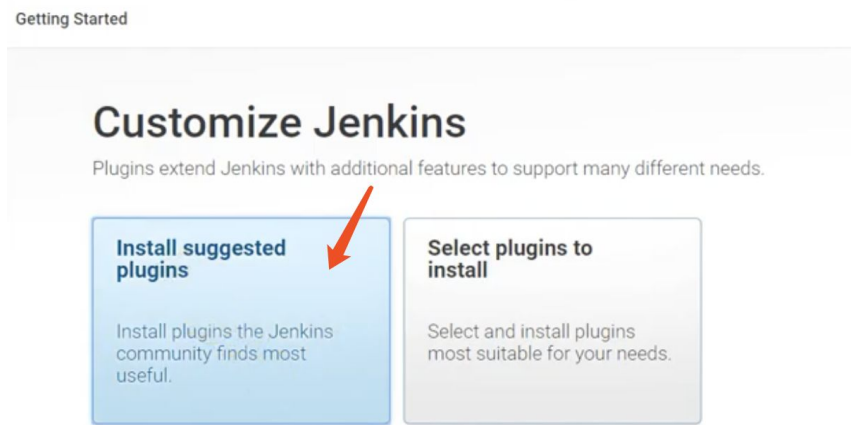 Getting Started
Customize Jenkins
Plugins extend Jenkins with additional features to support many different needs.
Install suggested
plugins
Install plugins the Jenkins
community finds most
useful.
Select plugins to
install
Select and install plugins
most suitable for your needs.